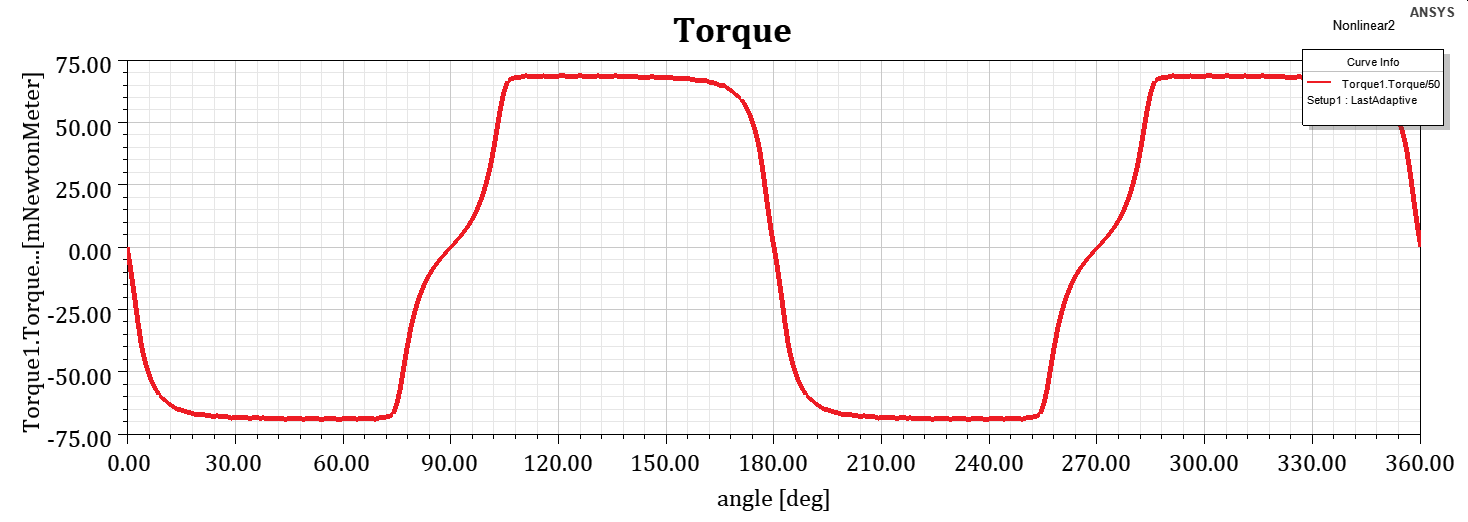 Torque
ANSYS
Nonlinear2
Curve Info
Torque1.Torque/50
Setup1 : LastAdaptive
Torque1.Torque...[mNewtonMeter]
75.00
50.00
25.00
0.00
-25.00
-50.00
-75.00
0.00 30.00 60.00 90.00 120.00 150.00 180.00 210.00 240.00 270.00 300.00 330.00 360.00
angle [deg]